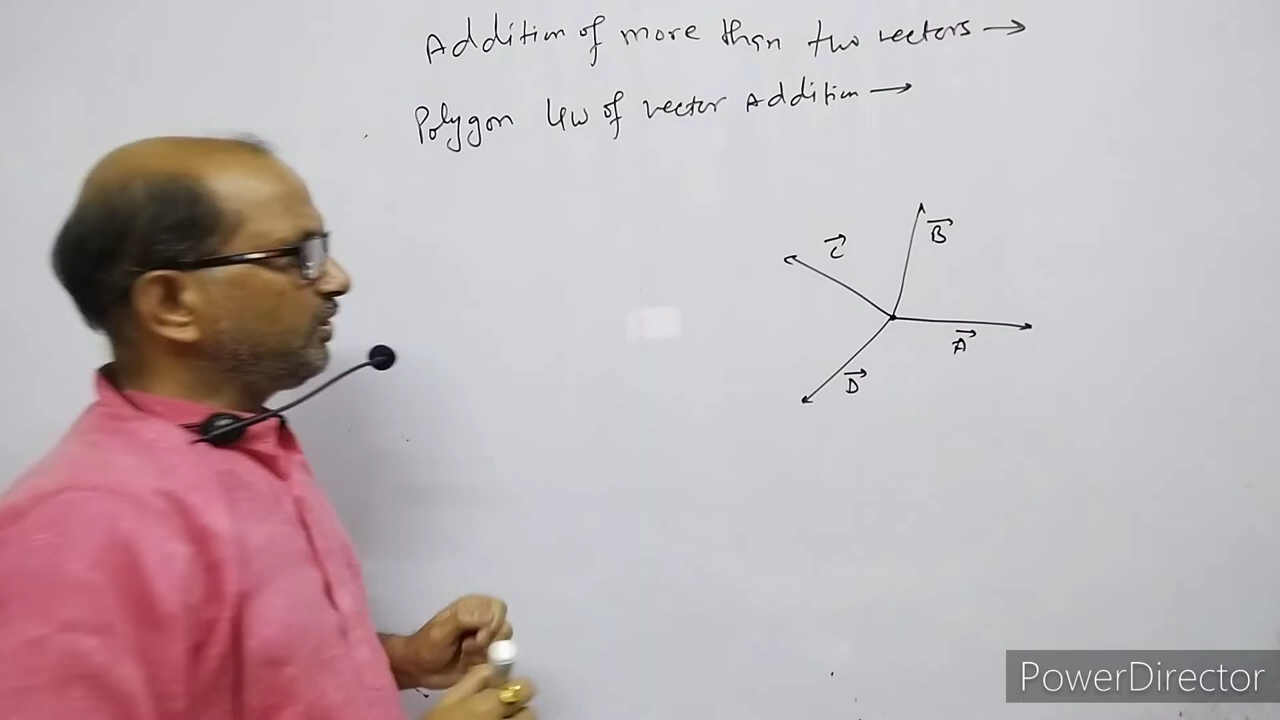 Addition of more than two vectors →
Polygon Law of vector Addition →
B
C
A
D
PowerDirector